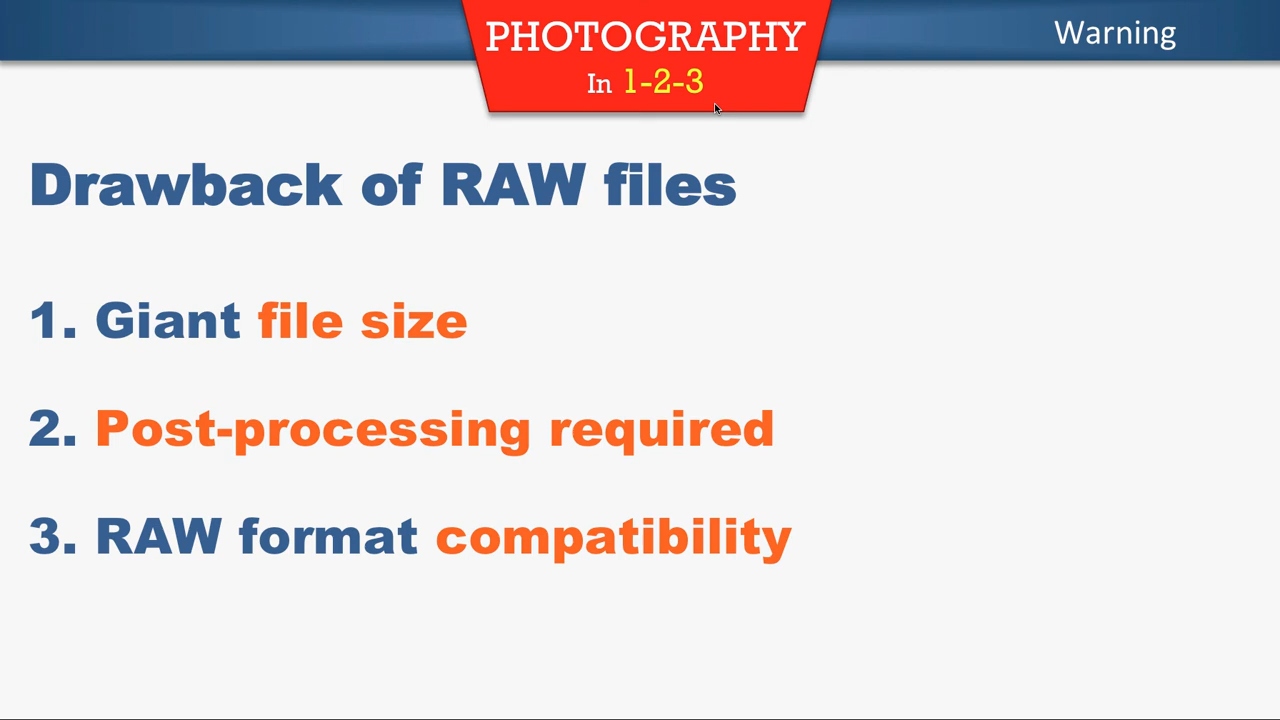 PHOTOGRAPHY
In 1-2-3
Warning
Drawback of RAW files
1. Giant file size
2. Post-processing required
3. RAW format compatibility